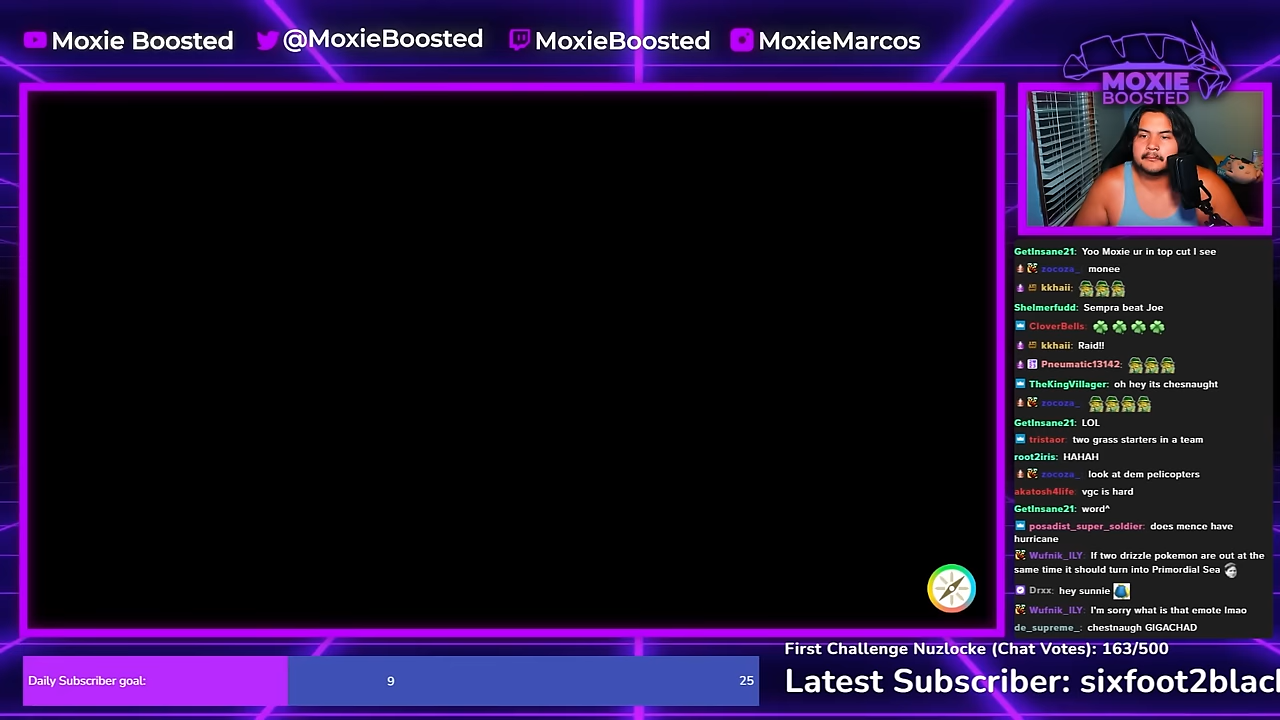 Moxie Boosted
@MoxieBoosted
MoxieBoosted
MoxieMarcos
MOXIE
BOOSTED
GetInsane21: Yoo Moxie ur in top cut I see
zocoza_ monee
kkhaii:
Shelmerfudd: Sempra beat Joe
CloverBells:
kkhaii: Raid!!
Pneumatic13142:
TheKingVillager: oh hey its chesnaught
zocoza_
GetInsane21: LOL
tristaor: two grass starters in a team
root2iris: HAHAH
zocoza_ look at dem pelicopters
akatosh4life: vgc is hard
GetInsane21: word^
posadist_super_soldier: does mence have
hurricane
Wufnik_ILY: If two drizzle pokemon are out at the
same time it should turn into Primordial Sea
Drxx: hey sunnie
Wufnik_ILY: I'm sorry what is that emote lmao
de_supreme_: chestnaugh GIGACHAD
First Challenge Nuzlocke (Chat Votes): 163/500
Daily Subscriber goal: 9 25
Latest Subscriber: sixfoot2blac